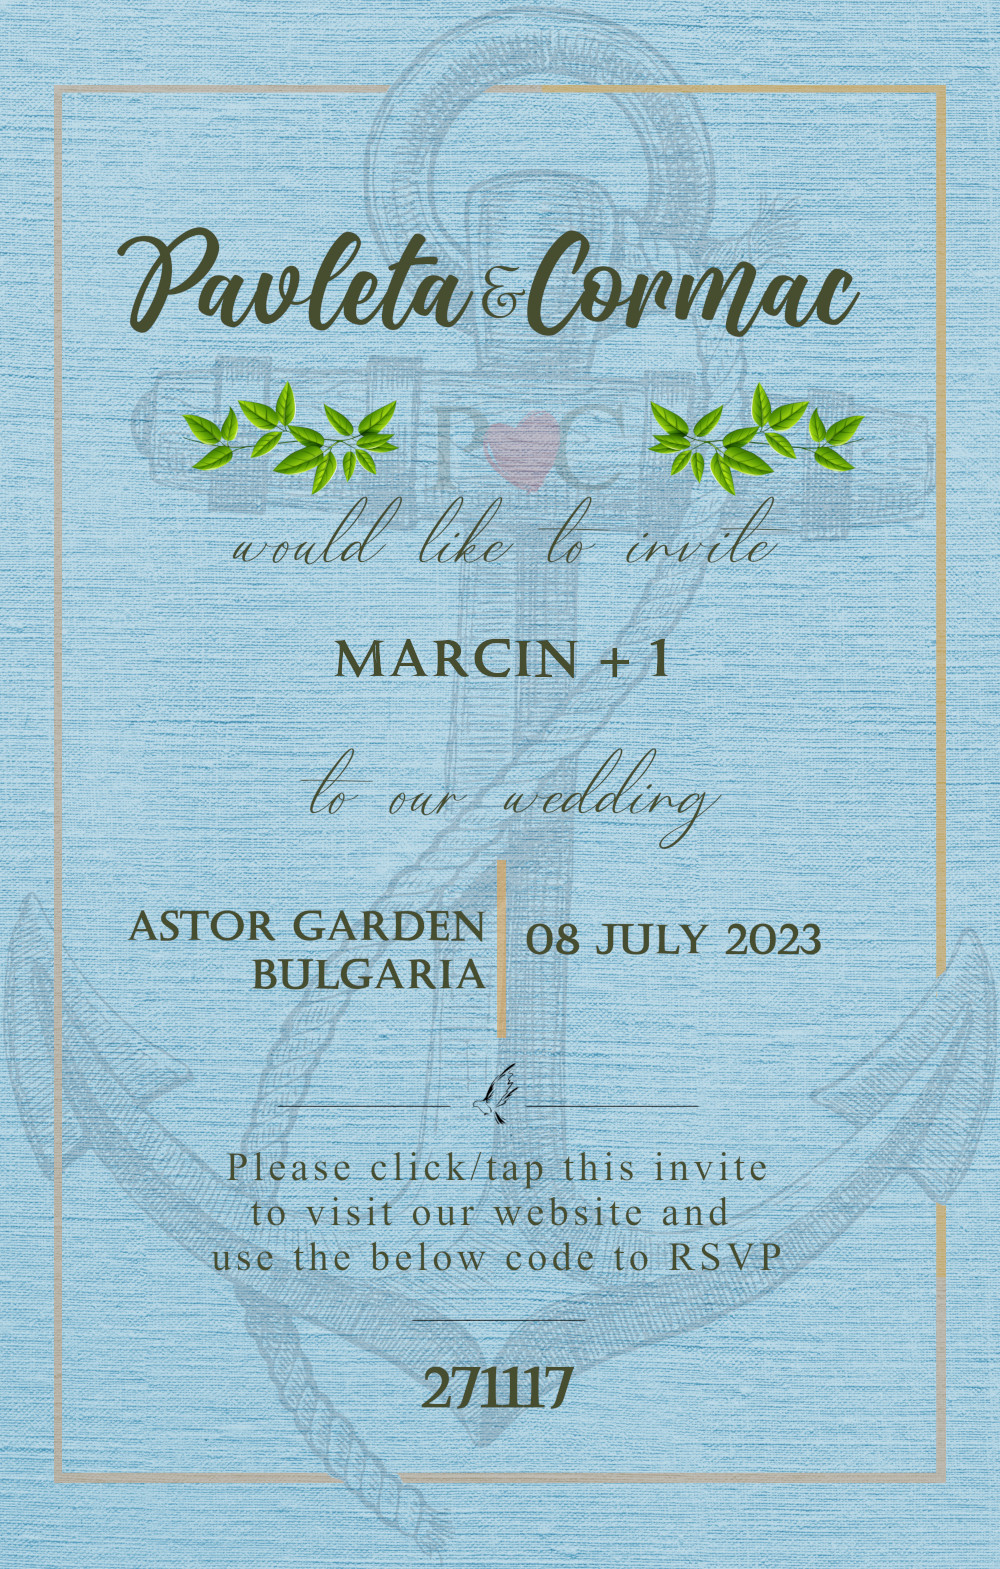 Pavleta & Cormac
P C
would like to invite
MARCIN + 1
to our wedding
ASTOR GARDEN
BULGARIA
08 JULY 2023
Please click/tap this invite
to visit our website and
use the below code to RSVP
271117